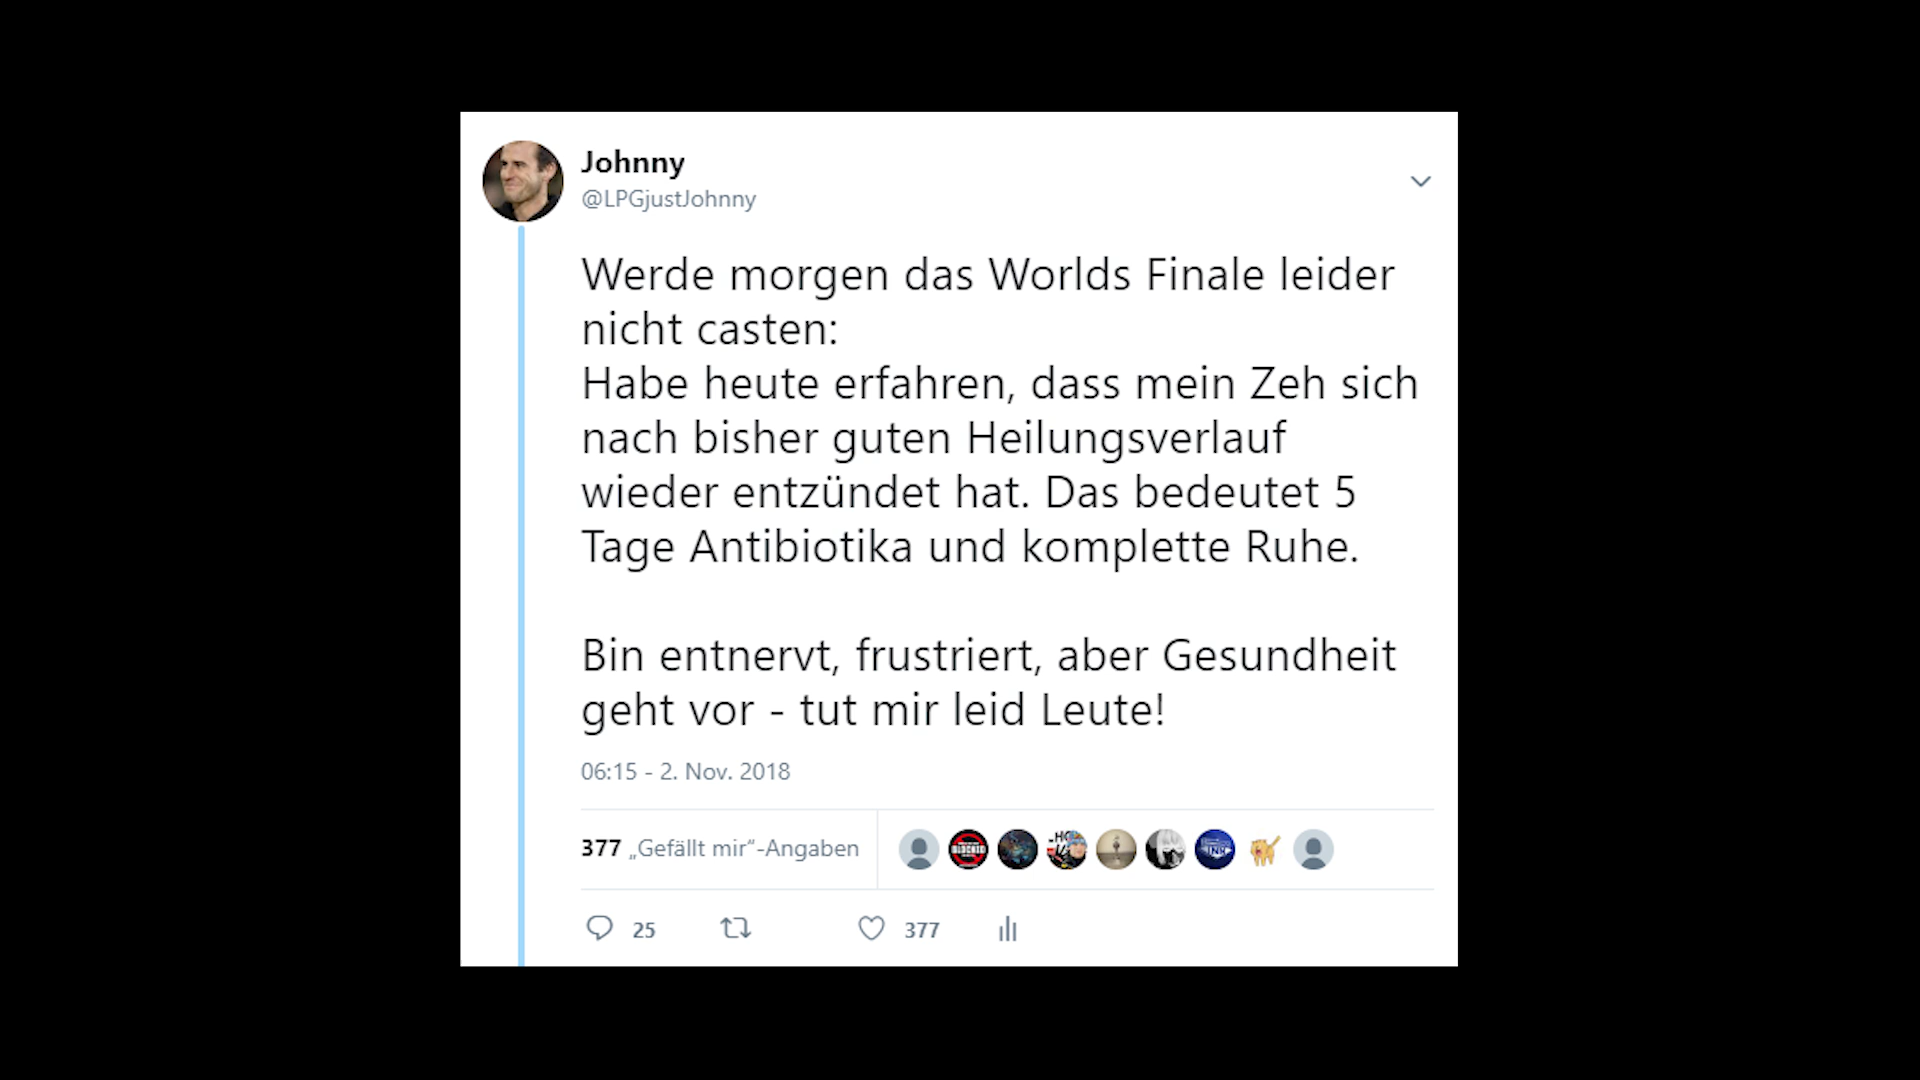 Johnny
@LPGjustJohnny
Werde morgen das Worlds Finale leider
nicht casten:
Habe heute erfahren, dass mein Zeh sich
nach bisher guten Heilungsverlauf
wieder entzündet hat. Das bedeutet 5
Tage Antibiotika und komplette Ruhe.
Bin entnervt, frustriert, aber Gesundheit
geht vor - tut mir leid Leute!
06:15 - 2. Nov. 2018
377 „Gefällt mir“-Angaben
25 377